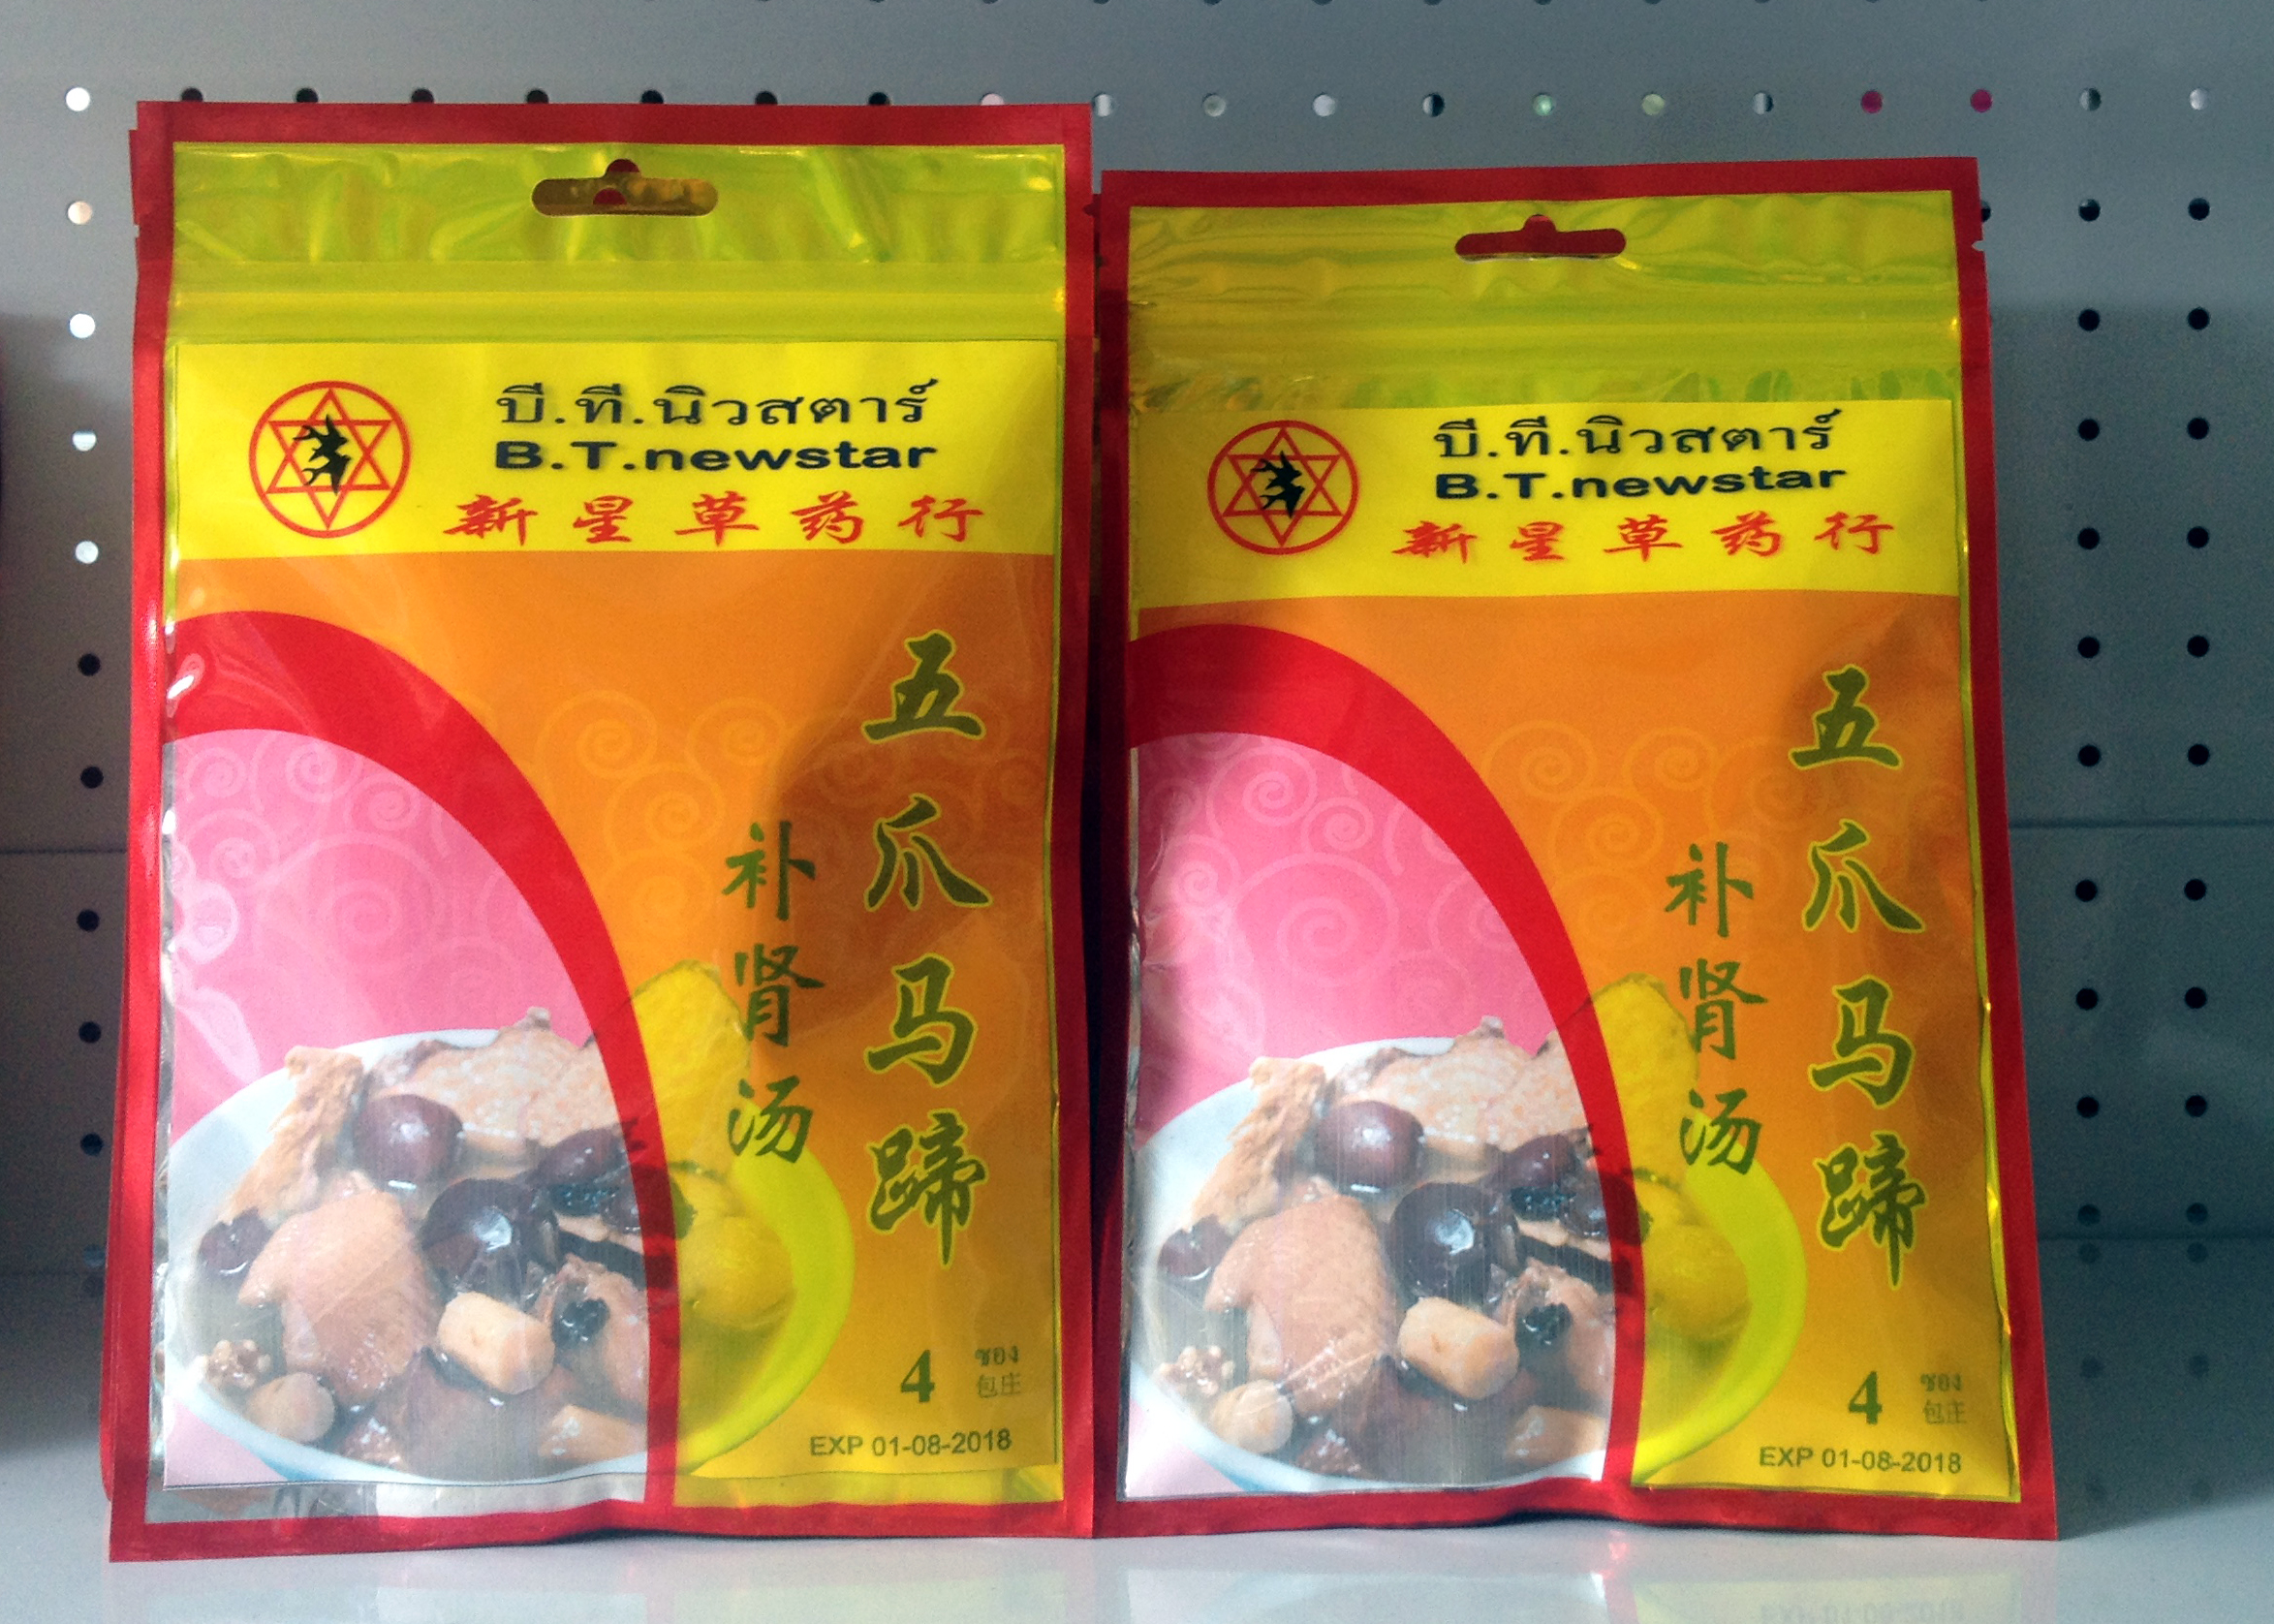 บี.ที.นิวสตาร์
B.T.newstar
新星草药行
五爪马蹄
补肾汤
4 ซอง
包庄
EXP 01-08-2018
บี.ที.นิวสตาร์
B.T.newstar
新星草药行
五爪马蹄
补肾汤
4 ซอง
包庄
EXP 01-08-2018